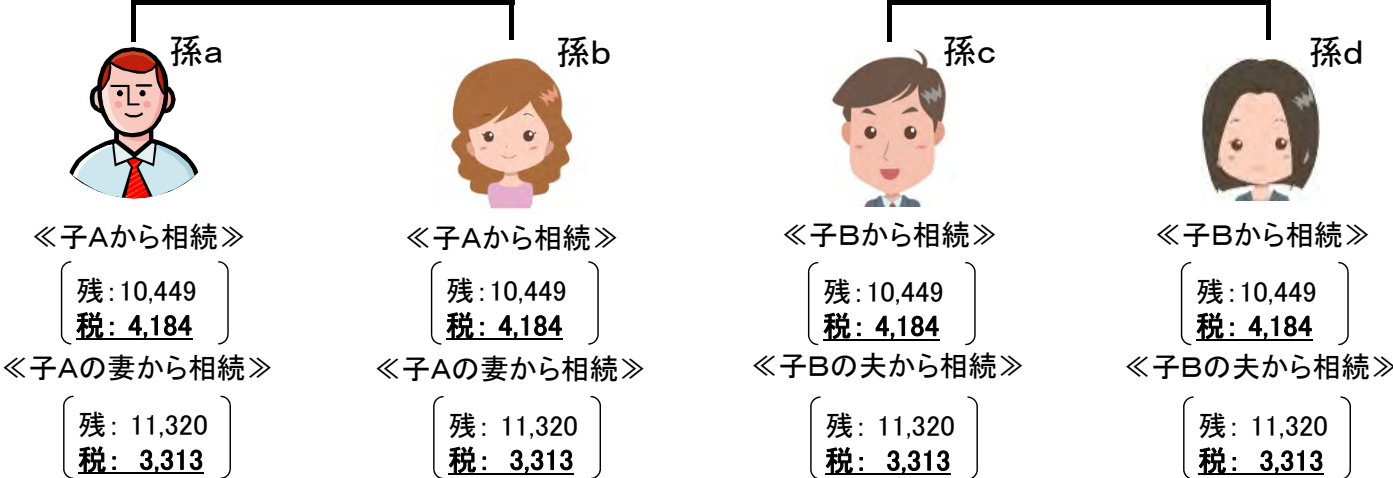 孫a 孫b 孫c 孫d
≪子Aから相続≫ ≪子Aから相続≫ ≪子Bから相続≫ ≪子Bから相続≫
残:10,449 残:10,449 残:10,449 残:10,449
税: 4,184 税: 4,184 税: 4,184 税: 4,184
≪子Aの妻から相続≫ ≪子Aの妻から相続≫ ≪子Bの夫から相続≫ ≪子Bの夫から相続≫
残: 11,320 残: 11,320 残: 11,320 残: 11,320
税: 3,313 税: 3,313 税: 3,313 税: 3,313